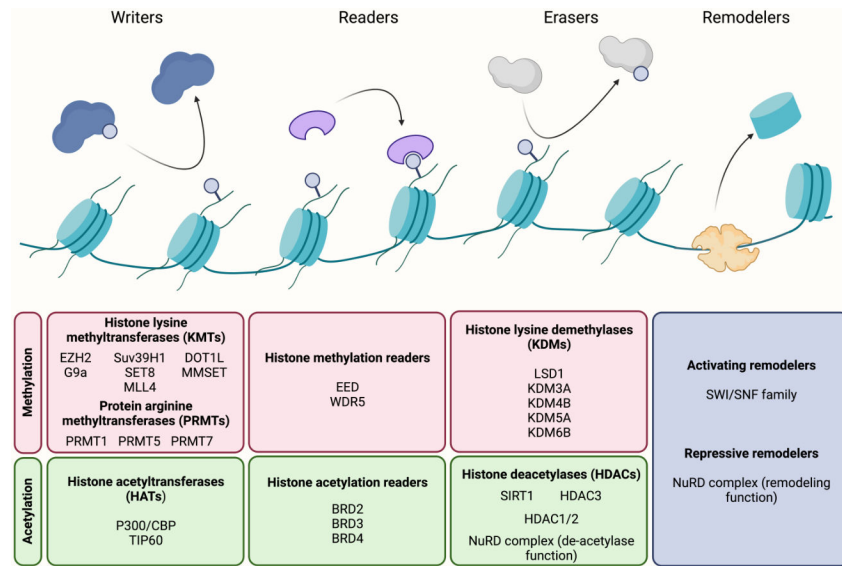 Writers
Readers
Erasers
Remodelers
Methylation
Histone lysine
methyltransferases (KMTs)
EZH2 Suv39H1 DOT1L
G9a SET8 MMSET
MLL4
Protein arginine
methyltransferases (PRMTs)
PRMT1 PRMT5 PRMT7
Histone methylation readers
EED
WDR5
Histone lysine demethylases
(KDMs)
LSD1
KDM3A
KDM4B
KDM5A
KDM6B
Activating remodelers
SWI/SNF family
Repressive remodelers
NuRD complex (remodeling
function)
Acetylation
Histone acetyltransferases
(HATs)
P300/CBP
TIP60
Histone acetylation readers
BRD2
BRD3
BRD4
Histone deacetylases (HDACs)
SIRT1 HDAC3
HDAC1/2
NuRD complex (de-acetylase
function)